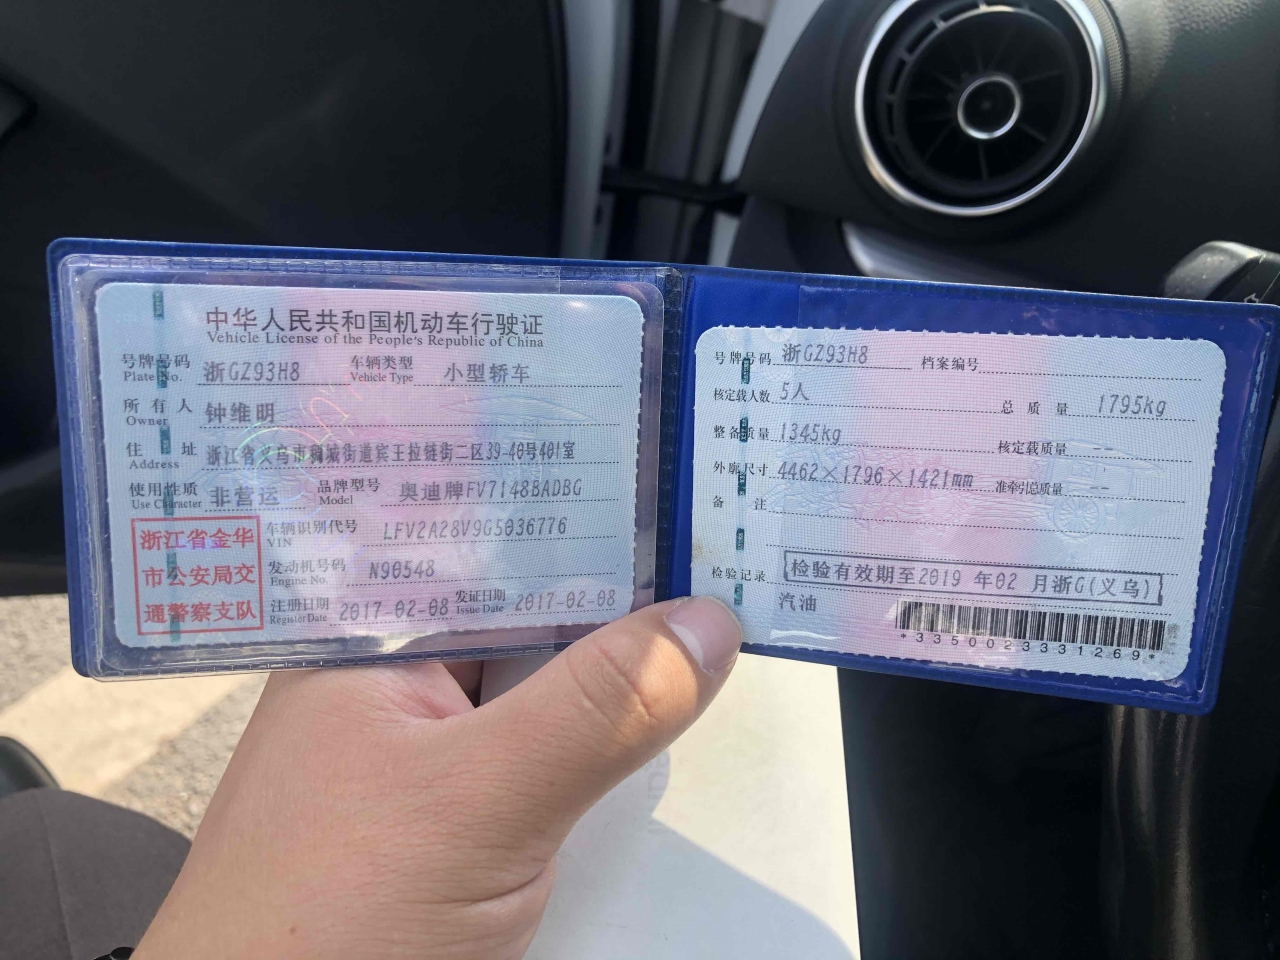 中华人民共和国机动车行驶证
Vehicle License of the People's Republic of China
号牌号码 浙GZ93H8 车辆类型 小型轿车
Plate No. Vehicle Type
所有人 钟维明
Owner
住址 浙江省义乌市稠城街道宾王拉链街二区39-40号401室
Address
使用性质 非营运 品牌型号 奥迪牌FV7148BADBG
Use Character Model
浙江省金华
市公安局交
通警察支队
车辆识别代号 LFV2A28V9G5036776
VIN
发动机号码 N90548
Engine No.
注册日期 2017-02-08 发证日期 2017-02-08
Register Date Issue Date
号牌号码 浙GZ93H8 档案编号
核定载人数 5人 总质量 1795kg
整备质量 1345kg 核定载质量 --
外廓尺寸 4462×1796×1421mm 准牵引总质量 --
备注
检验记录 检验有效期至2019年02月浙G(义乌)
汽油
*3350023331269*